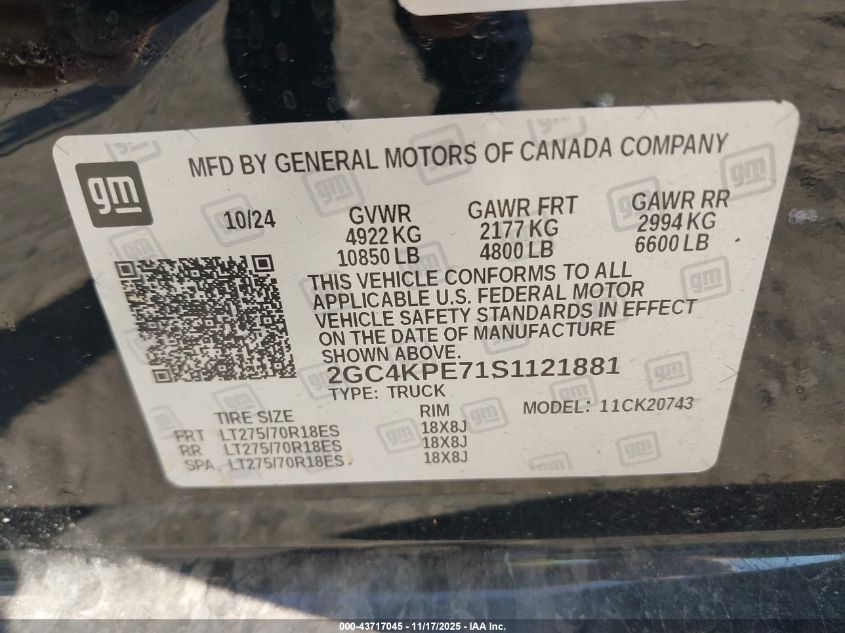 MFD BY GENERAL MOTORS OF CANADA COMPANY
gm
10/24 GVWR GAWR FRT GAWR RR
4922 KG 2177 KG 2994 KG
10850 LB 4800 LB 6600 LB
THIS VEHICLE CONFORMS TO ALL
APPLICABLE U.S. FEDERAL MOTOR
VEHICLE SAFETY STANDARDS IN EFFECT
ON THE DATE OF MANUFACTURE
SHOWN ABOVE.
2GC4KPE71S1121881
TYPE: TRUCK MODEL: 11CK20743
TIRE SIZE RIM
FRT LT275/70R18ES 18X8J
RR LT275/70R18ES 18X8J
SPA LT275/70R18ES 18X8J
000-43717045 - 11/17/2025 - IAA Inc.